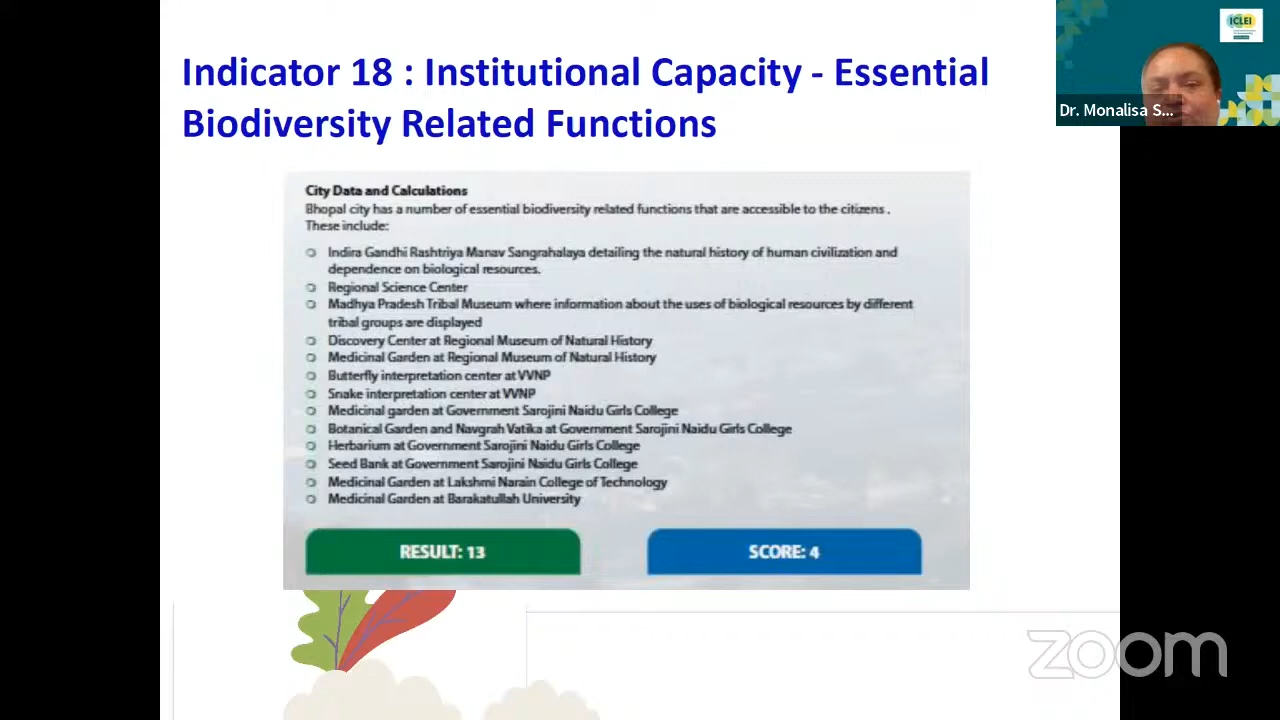 Indicator 18 : Institutional Capacity - Essential
Biodiversity Related Functions
ICLEI
Dr. Monalisa S...
City Data and Calculations
Bhopal city has a number of essential biodiversity related functions that are accessible to the citizens .
These include:
Indira Gandhi Rashtriya Manav Sangrahalaya detailing the natural history of human civilization and
dependence on biological resources.
Regional Science Center
Madhya Pradesh Tribal Museum where information about the uses of biological resources by different
tribal groups are displayed
Discovery Center at Regional Museum of Natural History
Medicinal Garden at Regional Museum of Natural History
Butterfly interpretation center at VVNP
Snake interpretation center at VVNP
Medicinal garden at Government Sarojini Naidu Girls College
Botanical Garden and Navgrah Vatika at Government Sarojini Naidu Girls College
Herbarium at Government Sarojini Naidu Girls College
Seed Bank at Government Sarojini Naidu Girls College
Medicinal Garden at Lakshmi Narain College of Technology
Medicinal Garden at Barakatullah University
RESULT: 13
SCORE: 4
zoom